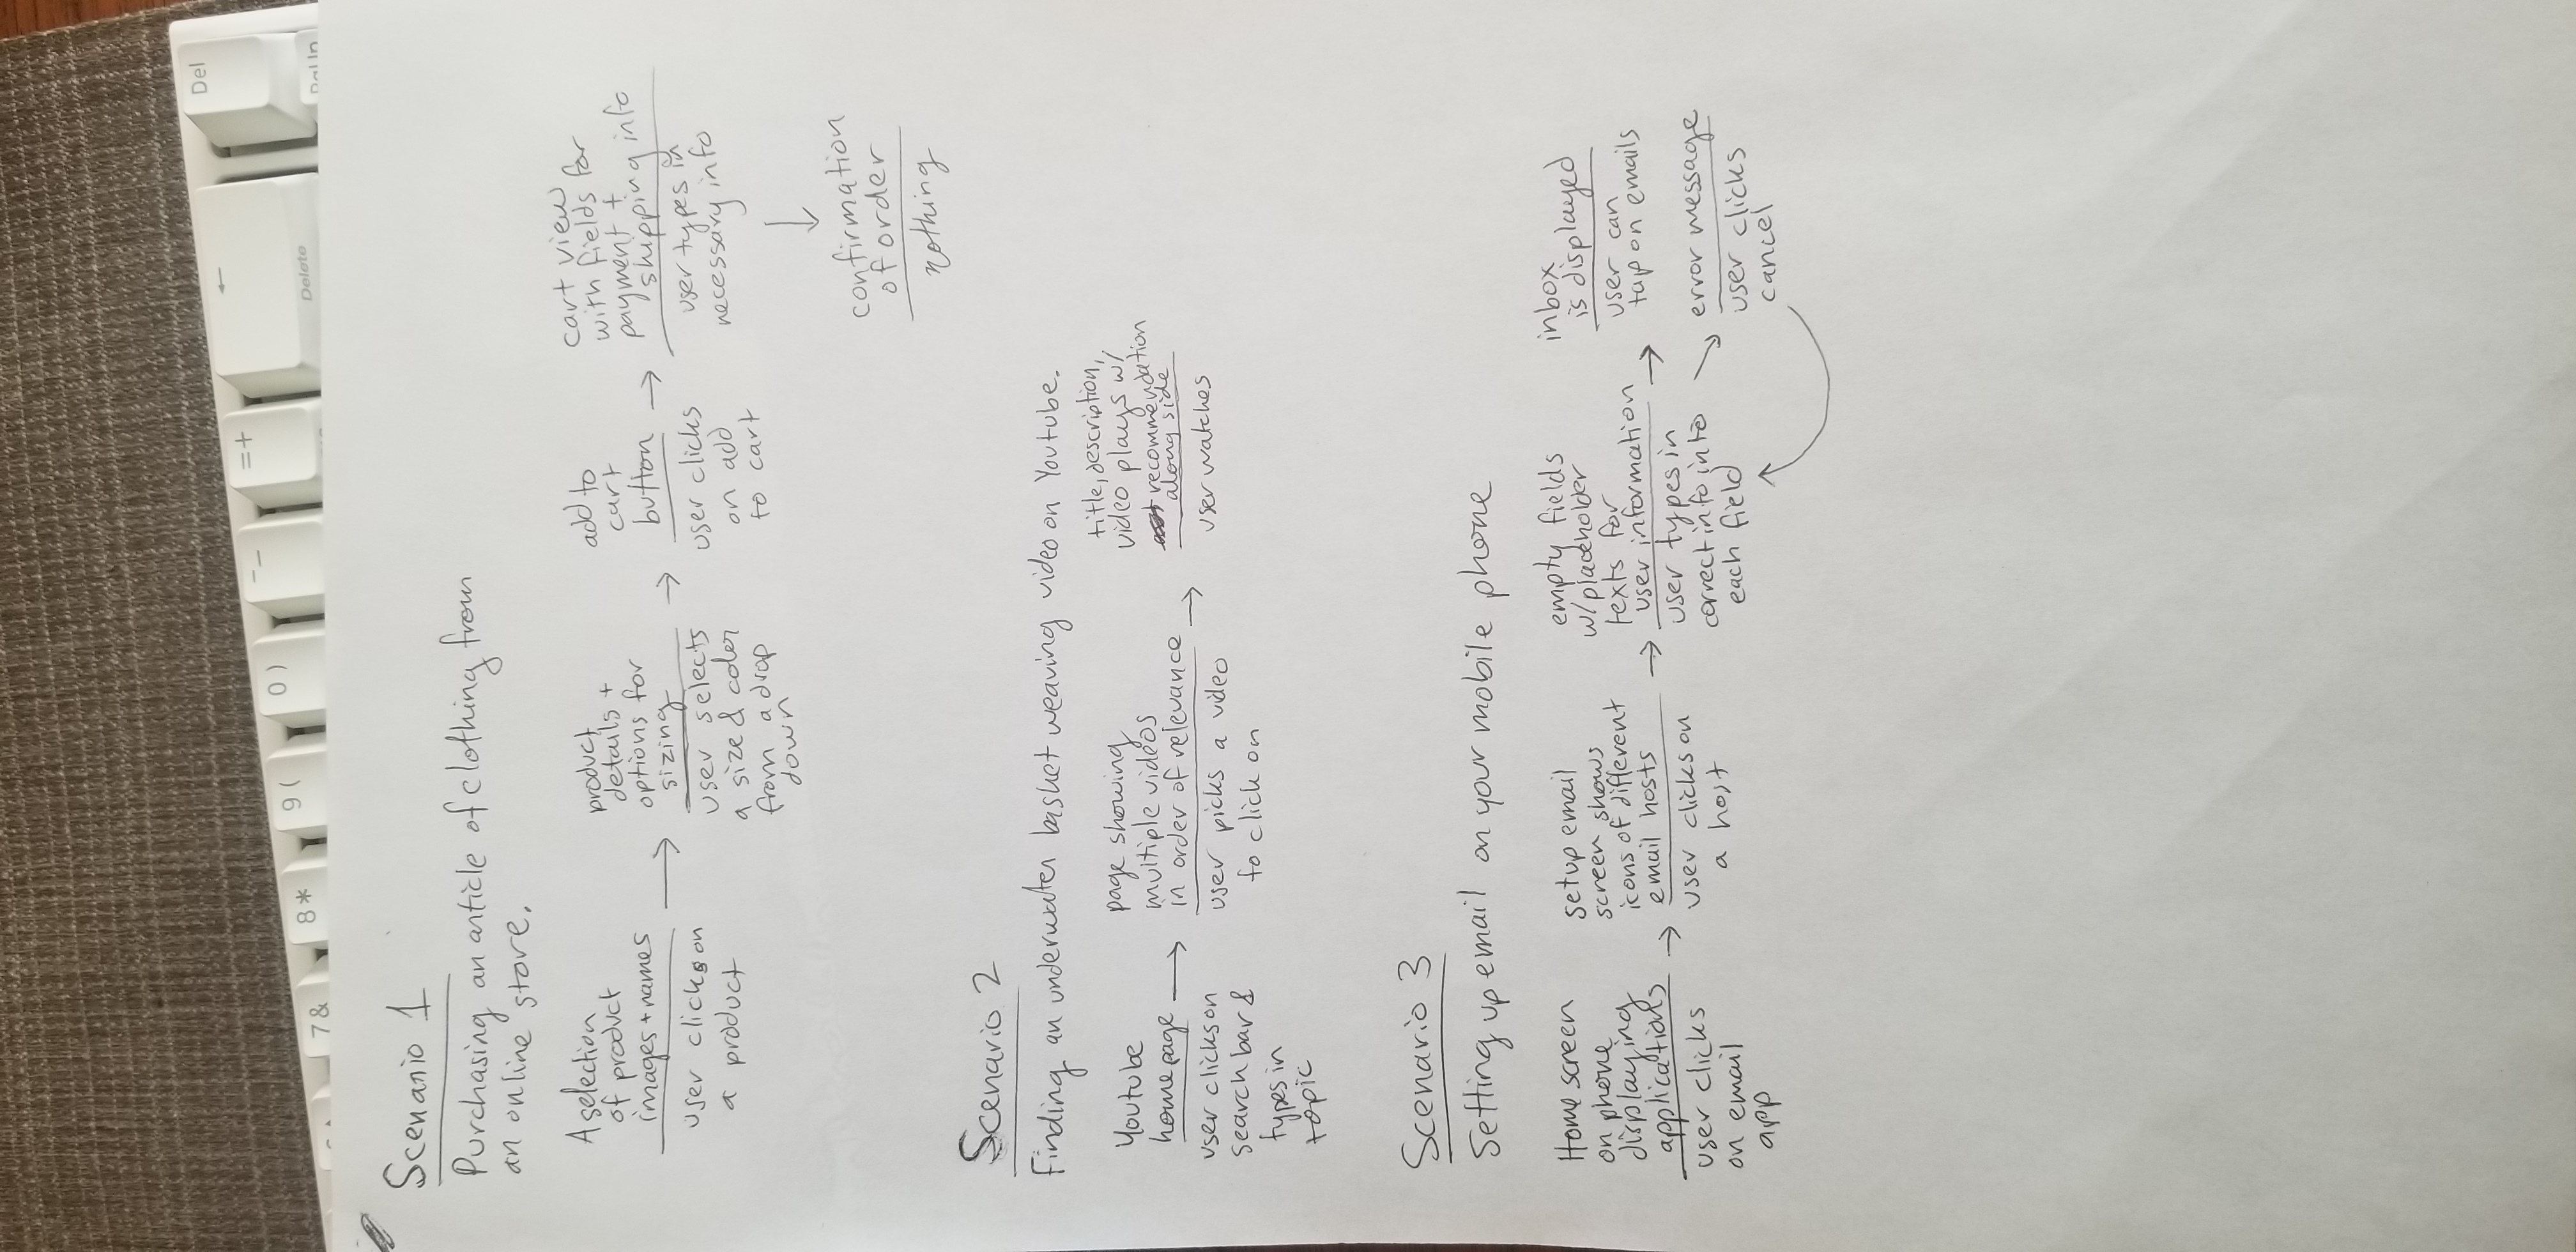 Del
=+
←
-_
0 )
9 (
8*
7&
Delete
PgUp
Scenario 1
Purchasing an article of clothing from
an online store.
A selection
of product
images + names
user clicks on
a product
product
details +
options for
sizing
user selects
a size & color
from a drop
down
add to
cart
button
user clicks
on add
to cart
cart view
with fields for
payment +
shipping info
user types in
necessary info
confirmation
of order
nothing
Scenario 2
Finding an underwater basket weaving video on Youtube.
Youtube
homepage
user clicks on
search bar &
types in
topic
page showing
multiple videos
in order of relevance
user picks a video
to click on
title, description,
video plays w/
recommendation
along side
user watches
Scenario 3
Setting up email on your mobile phone
Home screen
on phone
displaying
applications
user clicks
on email
app
setup email
screen shows
icons of different
email hosts
user clicks on
a host
empty fields
w/placeholder
texts for
user information
user types in
correct info into
each field
inbox
is displayed
user can
tap on emails
error message
user clicks
cancel